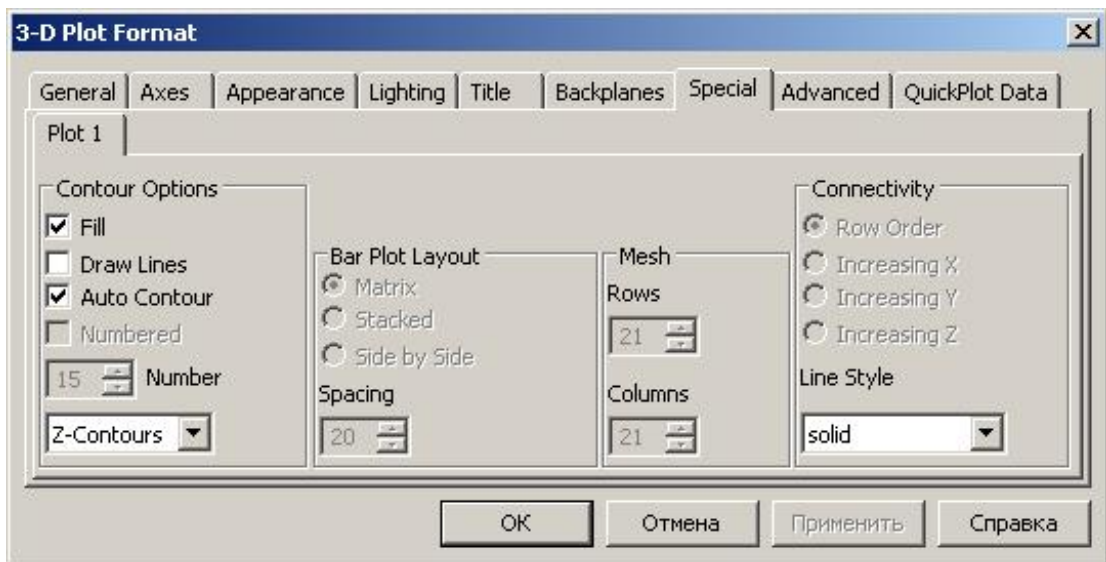 3-D Plot Format
General Axes Appearance Lighting Title Backplanes Special Advanced QuickPlot Data
Plot 1
Contour Options
Fill
Draw Lines
Auto Contour
Numbered
15 Number
Z-Contours
Bar Plot Layout
Matrix
Stacked
Side by Side
Spacing
20
Mesh
Rows
21
Columns
21
Connectivity
Row Order
Increasing X
Increasing Y
Increasing Z
Line Style
solid
OK Отмена Применить Справка